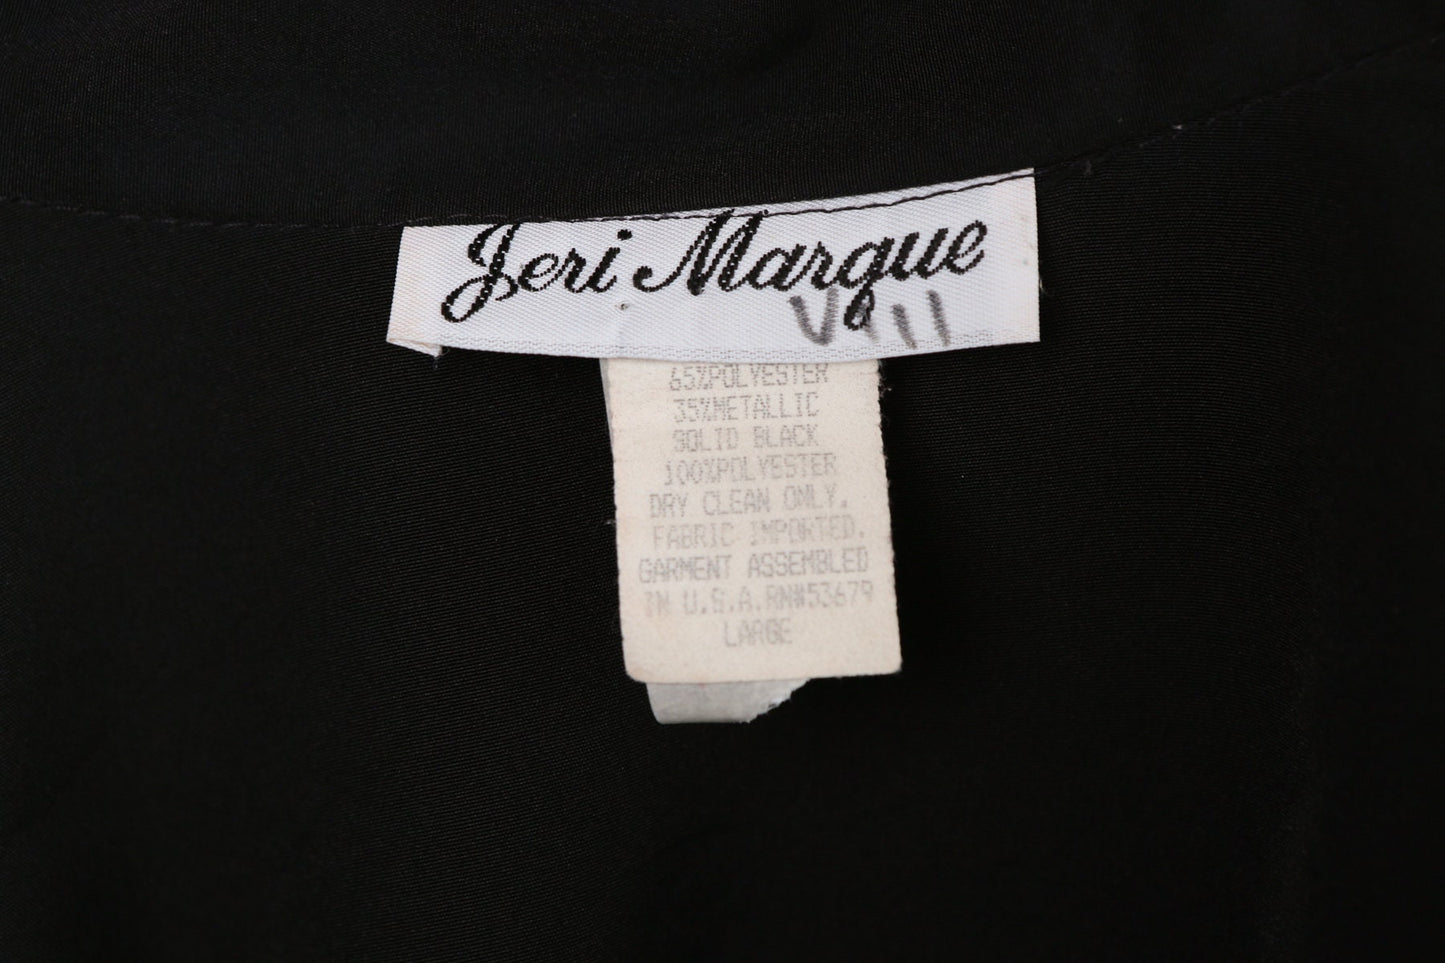 Jeri Marque
VIII
65%POLYESTER
35%METALLIC
SOLID BLACK
100%POLYESTER
DRY CLEAN ONLY.
FABRIC IMPORTED.
GARMENT ASSEMBLED
IN U.S.A.RN#53679
LARGE